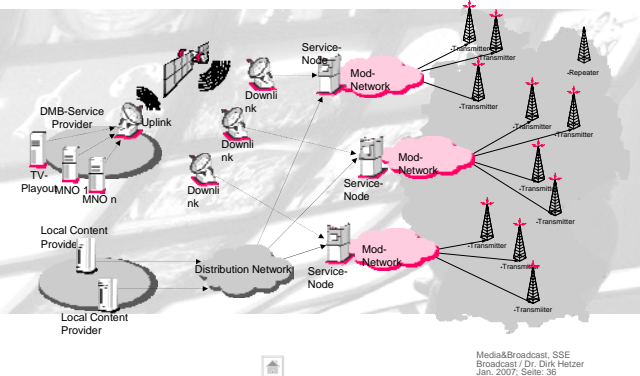 -Transmitter
-Transmitter
-Transmitter
-Repeater
Service-
Node
Mod-
Network
Downli
nk
DMB-Service
Provider
Uplink
-Transmitter
-Transmitter
Downli
nk
TV-
Playout
MNO 1
MNO n
Downli
nk
Service-
Node
Mod-
Network
-Transmitter
-Transmitter
Local Content
Provider
Distribution Network
Service-
Node
Mod-
Network
-Transmitter
-Transmitter
-Transmitter
Local Content
Provider
Media&Broadcast, SSE
Broadcast / Dr. Dirk Hetzer
Jan. 2007; Seite: 36